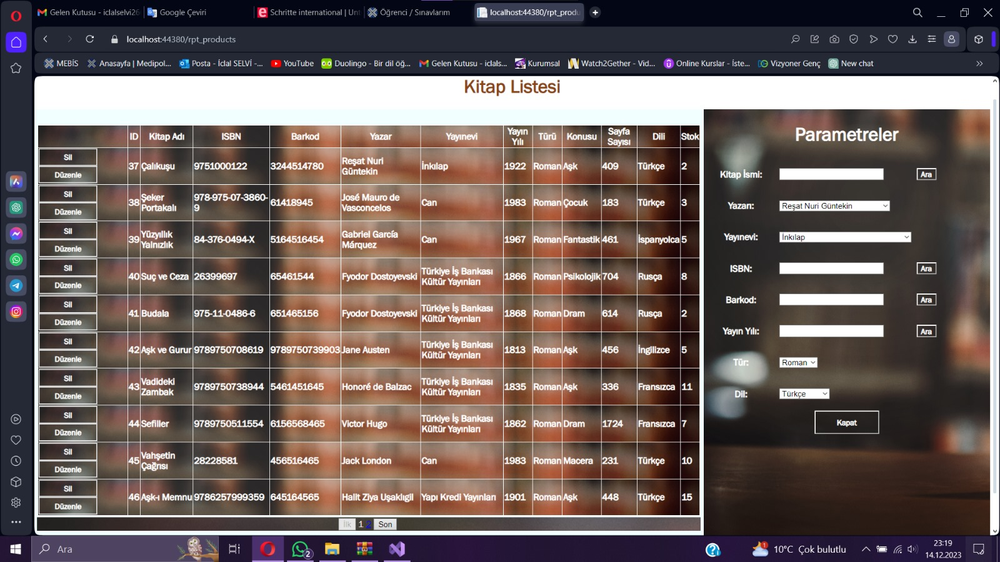 Gelen Kutusu - iclalselvi26
Google Çeviri
Schritte international | Unt
Öğrenci / Sınavlarım
localhost:44380/rpt_produ
localhost:44380/rpt_products
MEBİS
Anasayfa | Medipol...
Posta - İclal SELVİ -...
YouTube
Duolingo - Bir dil öğ...
Gelen Kutusu - iclals...
Kurumsal
Watch2Gether - Vid...
Online Kurslar - İste...
Vizyoner Genç
New chat
Kitap Listesi
ID Kitap Adı ISBN Barkod Yazar Yayınevi Yayın Yılı Türü Konusu Sayfa Sayısı Dili Stok
Sil
Düzenle
37 Çalıkuşu 9751000122 3244514780 Reşat Nuri Güntekin İnkılap 1922 Roman Aşk 409 Türkçe 2
Sil
Düzenle
38 Şeker Portakalı 978-975-07-3860-9 61418945 José Mauro de Vasconcelos Can 1983 Roman Çocuk 183 Türkçe 3
Sil
Düzenle
39 Yüzyıllık Yalnızlık 84-376-0494-X 5164516454 Gabriel García Márquez Can 1967 Roman Fantastik 461 İspanyolca 5
Sil
Düzenle
40 Suç ve Ceza 26399697 65461544 Fyodor Dostoyevski Türkiye İş Bankası Kültür Yayınları 1866 Roman Psikolojik 704 Rusça 8
Sil
Düzenle
41 Budala 975-11-0486-6 651465156 Fyodor Dostoyevski Türkiye İş Bankası Kültür Yayınları 1868 Roman Dram 614 Rusça 2
Sil
Düzenle
42 Aşk ve Gurur 9789750708619 9789750739903 Jane Austen Türkiye İş Bankası Kültür Yayınları 1813 Roman Aşk 456 İngilizce 5
Sil
Düzenle
43 Vadideki Zambak 9789750738944 5461451645 Honoré de Balzac Türkiye İş Bankası Kültür Yayınları 1835 Roman Aşk 336 Fransızca 11
Sil
Düzenle
44 Sefiller 9789750511554 6156568465 Victor Hugo Türkiye İş Bankası Kültür Yayınları 1862 Roman Dram 1724 Fransızca 7
Sil
Düzenle
45 Vahşetin Çağrısı 28228581 456516465 Jack London Can 1983 Roman Macera 231 Türkçe 10
Sil
Düzenle
46 Aşk-ı Memnu 9786257999359 645164565 Halit Ziya Uşaklıgil Yapı Kredi Yayınları 1901 Roman Aşk 448 Türkçe 15
İlk 1 2 Son
Parametreler
Kitap İsmi: Ara
Yazarı: Reşat Nuri Güntekin
Yayınevi: İnkılap
ISBN: Ara
Barkod: Ara
Yayın Yılı: Ara
Tür: Roman
Dil: Türkçe
Kapat
Ara
2
1
10°C Çok bulutlu
23:19
14.12.2023